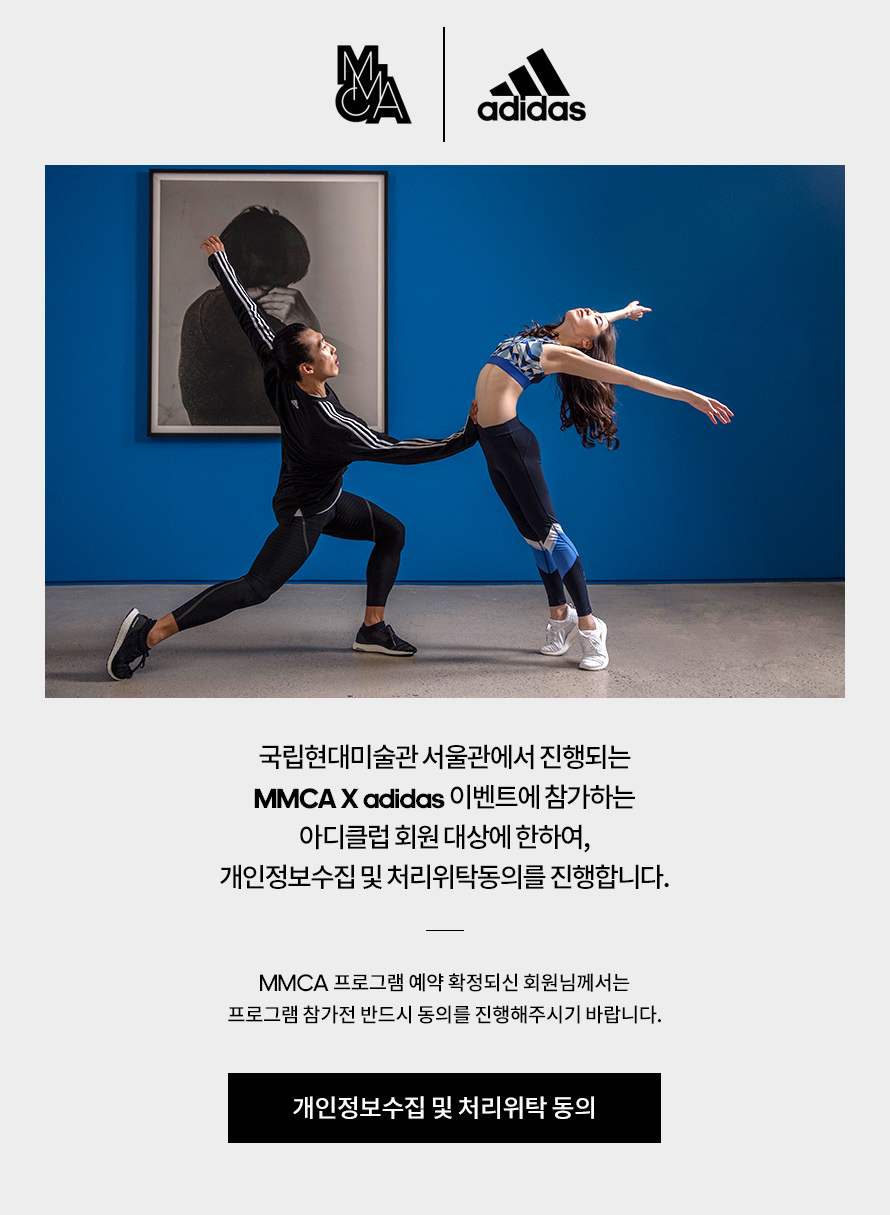 MMCA
adidas
국립현대미술관 서울관에서 진행되는
MMCA X adidas 이벤트에 참가하는
아디클럽 회원 대상에 한하여,
개인정보수집 및 처리위탁동의를 진행합니다.
MMCA 프로그램 예약 확정되신 회원님께서는
프로그램 참가전 반드시 동의를 진행해주시기 바랍니다.
개인정보수집 및 처리위탁 동의